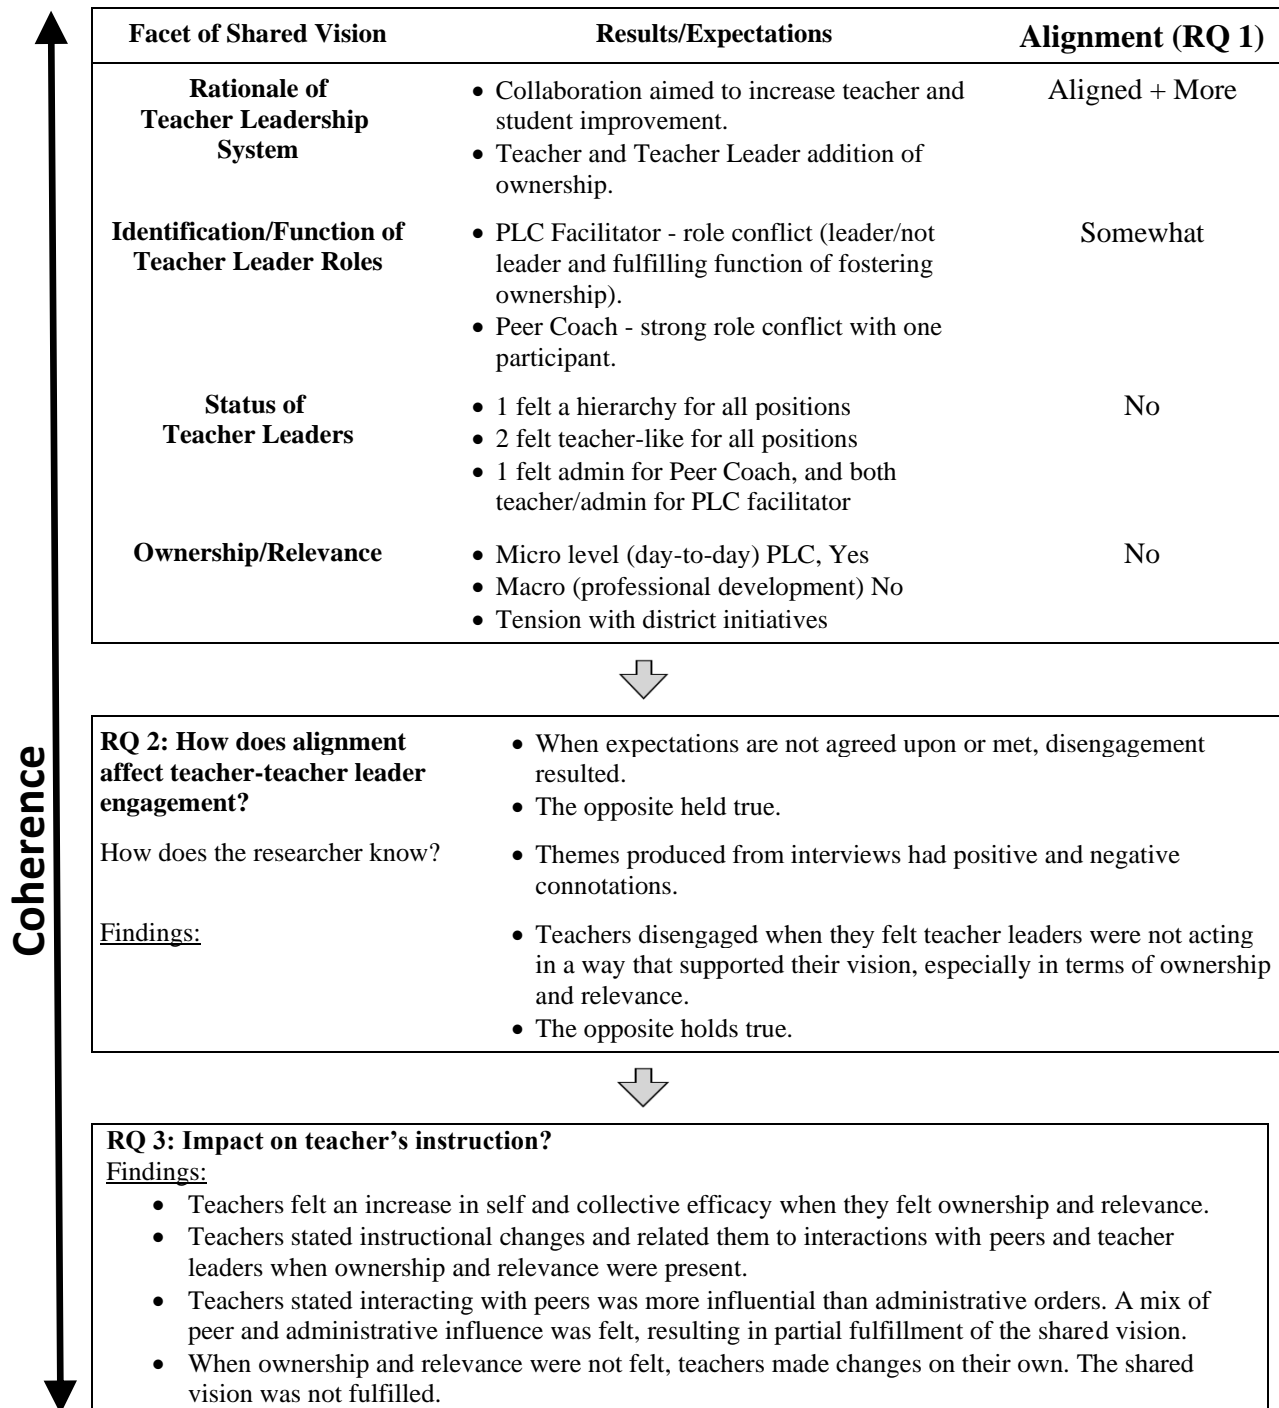 Coherence
Facet of Shared Vision Results/Expectations Alignment (RQ 1)
Rationale of
Teacher Leadership
System
• Collaboration aimed to increase teacher and
student improvement.
• Teacher and Teacher Leader addition of
ownership.
Aligned + More
Identification/Function of
Teacher Leader Roles
• PLC Facilitator - role conflict (leader/not
leader and fulfilling function of fostering
ownership).
• Peer Coach - strong role conflict with one
participant.
Somewhat
Status of
Teacher Leaders
• 1 felt a hierarchy for all positions
• 2 felt teacher-like for all positions
• 1 felt admin for Peer Coach, and both
teacher/admin for PLC facilitator
No
Ownership/Relevance
• Micro level (day-to-day) PLC, Yes
• Macro (professional development) No
• Tension with district initiatives
No
RQ 2: How does alignment
affect teacher-teacher leader
engagement?
• When expectations are not agreed upon or met, disengagement
resulted.
• The opposite held true.
How does the researcher know?
• Themes produced from interviews had positive and negative
connotations.
Findings:
• Teachers disengaged when they felt teacher leaders were not acting
in a way that supported their vision, especially in terms of ownership
and relevance.
• The opposite holds true.
RQ 3: Impact on teacher's instruction?
Findings:
• Teachers felt an increase in self and collective efficacy when they felt ownership and relevance.
• Teachers stated instructional changes and related them to interactions with peers and teacher
leaders when ownership and relevance were present.
• Teachers stated interacting with peers was more influential than administrative orders. A mix of
peer and administrative influence was felt, resulting in partial fulfillment of the shared vision.
• When ownership and relevance were not felt, teachers made changes on their own. The shared
vision was not fulfilled.